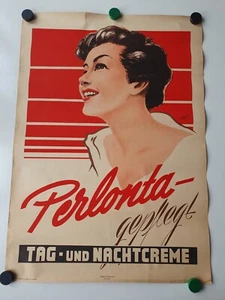 Perlonta-
gepflegt
TAG- UND NACHTCREME